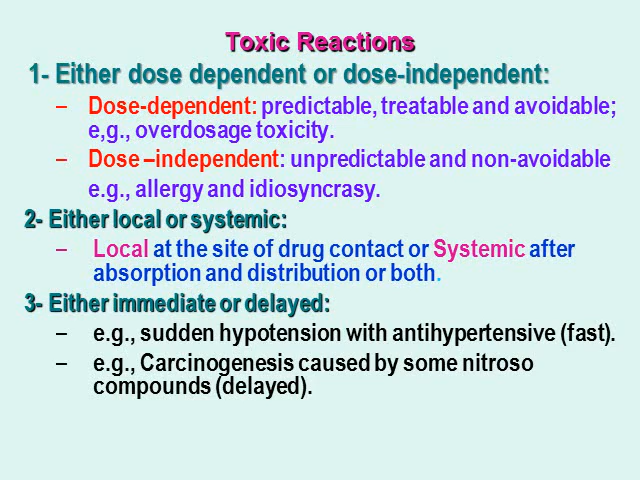 Toxic Reactions
1- Either dose dependent or dose-independent:
– Dose-dependent: predictable, treatable and avoidable;
e,g., overdosage toxicity.
– Dose –independent: unpredictable and non-avoidable
e.g., allergy and idiosyncrasy.
2- Either local or systemic:
– Local at the site of drug contact or Systemic after
absorption and distribution or both.
3- Either immediate or delayed:
– e.g., sudden hypotension with antihypertensive (fast).
– e.g., Carcinogenesis caused by some nitroso
compounds (delayed).